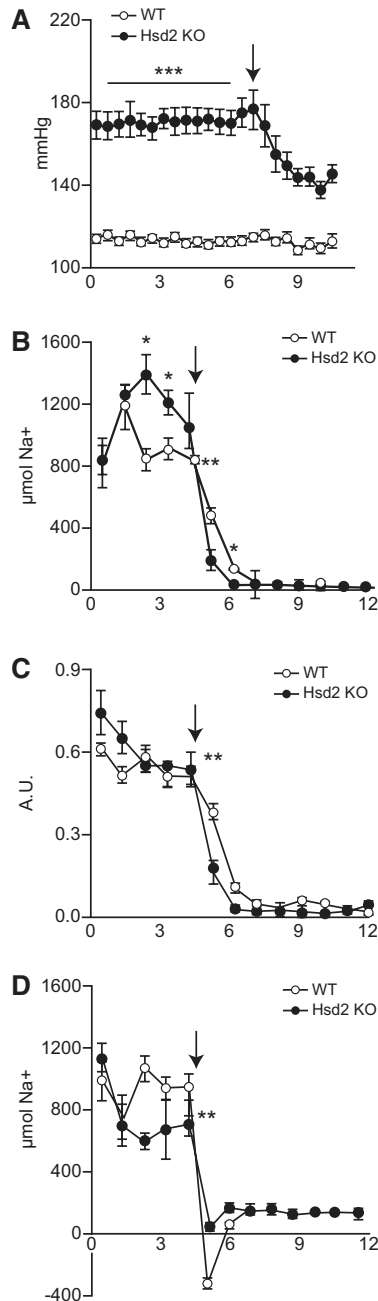 A
WT
Hsd2 KO
***
mmHg
200
170
140
100
0 3 6 9 12
B
WT
Hsd2 KO
*
*
**
*
µmol Na+
1600
1200
800
400
0
0 3 6 9 12
C
WT
Hsd2 KO
**
A.U.
0.9
0.6
0.3
0.0
0 3 6 9 12
D
WT
Hsd2 KO
**
µmol Na+
1600
1200
800
400
0
-400
0 3 6 9 12